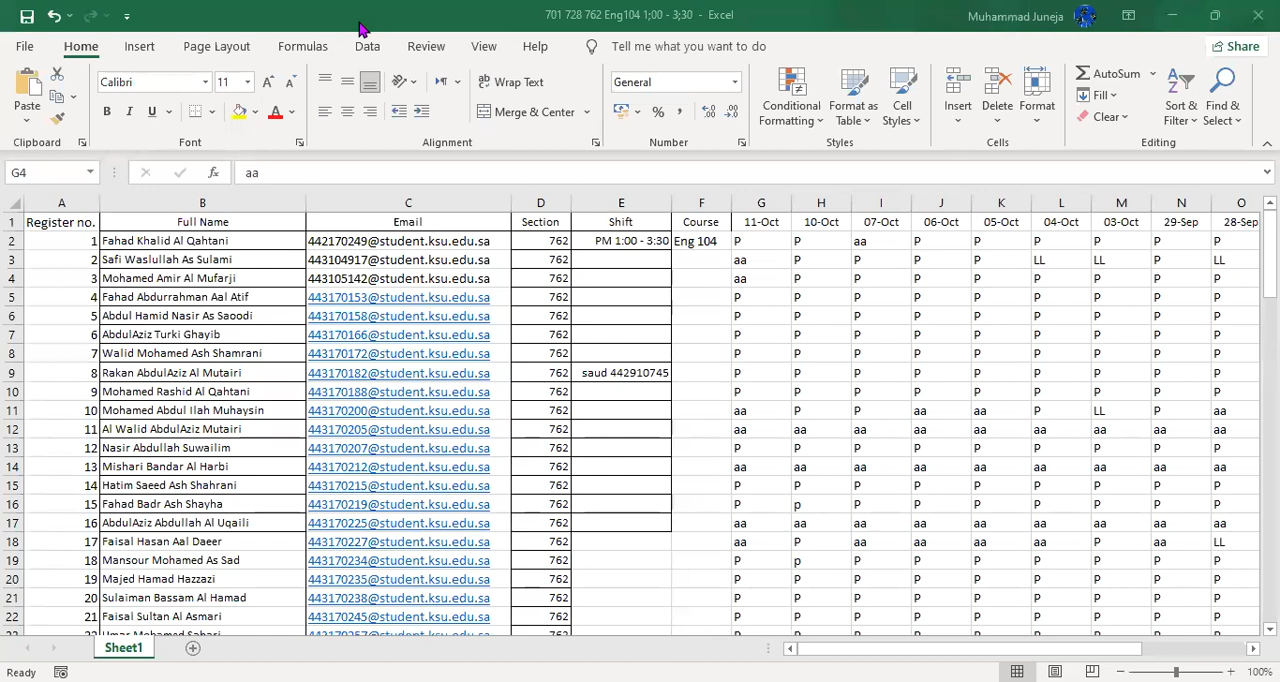 701 728 762 Eng104 1;00 - 3;30 - Excel Muhammad Juneja
File Home Insert Page Layout Formulas Data Review View Help Tell me what you want to do Share
Calibri 11 Wrap Text General AutoSum
Paste B I U Merge & Center % , Conditional Formatting Format as Table Cell Styles Insert Delete Format Fill Clear Sort & Filter Find & Select
Clipboard Font Alignment Number Styles Cells Editing
G4 fx aa
A B C D E F G H I J K L M N O
1 Register no. Full Name Email Section Shift Course 11-Oct 10-Oct 07-Oct 06-Oct 05-Oct 04-Oct 03-Oct 29-Sep 28-Sep
2 1 Fahad Khalid Al Qahtani 442170249@student.ksu.edu.sa 762 PM 1:00 - 3:30 Eng 104 P P aa P P P P P P
3 2 Safi Waslullah As Sulami 443104917@student.ksu.edu.sa 762 aa P P P P LL LL P LL
4 3 Mohamed Amir Al Mufarji 443105142@student.ksu.edu.sa 762 aa P P P P P P P P
5 4 Fahad Abdurrahman Aal Atif 443170153@student.ksu.edu.sa 762 P P P P P P P P P
6 5 Abdul Hamid Nasir As Saoodi 443170158@student.ksu.edu.sa 762 P P P P P P P P P
7 6 AbdulAziz Turki Ghayib 443170166@student.ksu.edu.sa 762 P P P P P P P P P
8 7 Walid Mohamed Ash Shamrani 443170172@student.ksu.edu.sa 762 P P P P P P P P P
9 8 Rakan AbdulAziz Al Mutairi 443170182@student.ksu.edu.sa 762 saud 442910745 P P P P P P P P P
10 9 Mohamed Rashid Al Qahtani 443170188@student.ksu.edu.sa 762 P P P P P P P P P
11 10 Mohamed Abdul Ilah Muhaysin 443170200@student.ksu.edu.sa 762 aa P P aa aa P LL P aa
12 11 Al Walid AbdulAziz Mutairi 443170205@student.ksu.edu.sa 762 aa aa aa aa aa aa aa aa aa
13 12 Nasir Abdullah Suwailim 443170207@student.ksu.edu.sa 762 P P P P P P P P P
14 13 Mishari Bandar Al Harbi 443170212@student.ksu.edu.sa 762 aa aa aa aa aa aa aa aa aa
15 14 Hatim Saeed Ash Shahrani 443170215@student.ksu.edu.sa 762 P P P P P P P P P
16 15 Fahad Badr Ash Shayha 443170219@student.ksu.edu.sa 762 P p P P P P P P P
17 16 AbdulAziz Abdullah Al Uqaili 443170225@student.ksu.edu.sa 762 aa aa aa aa aa aa aa aa aa
18 17 Faisal Hasan Aal Daeer 443170227@student.ksu.edu.sa 762 aa P aa aa aa aa P aa LL
19 18 Mansour Mohamed As Sad 443170234@student.ksu.edu.sa 762 P p P P P P P P P
20 19 Majed Hamad Hazzazi 443170235@student.ksu.edu.sa 762 P P P P P P P P P
21 20 Sulaiman Bassam Al Hamad 443170238@student.ksu.edu.sa 762 P P P P P P P P P
22 21 Faisal Sultan Al Asmari 443170245@student.ksu.edu.sa 762 P P P P P P P P P
Sheet1
Ready 100%